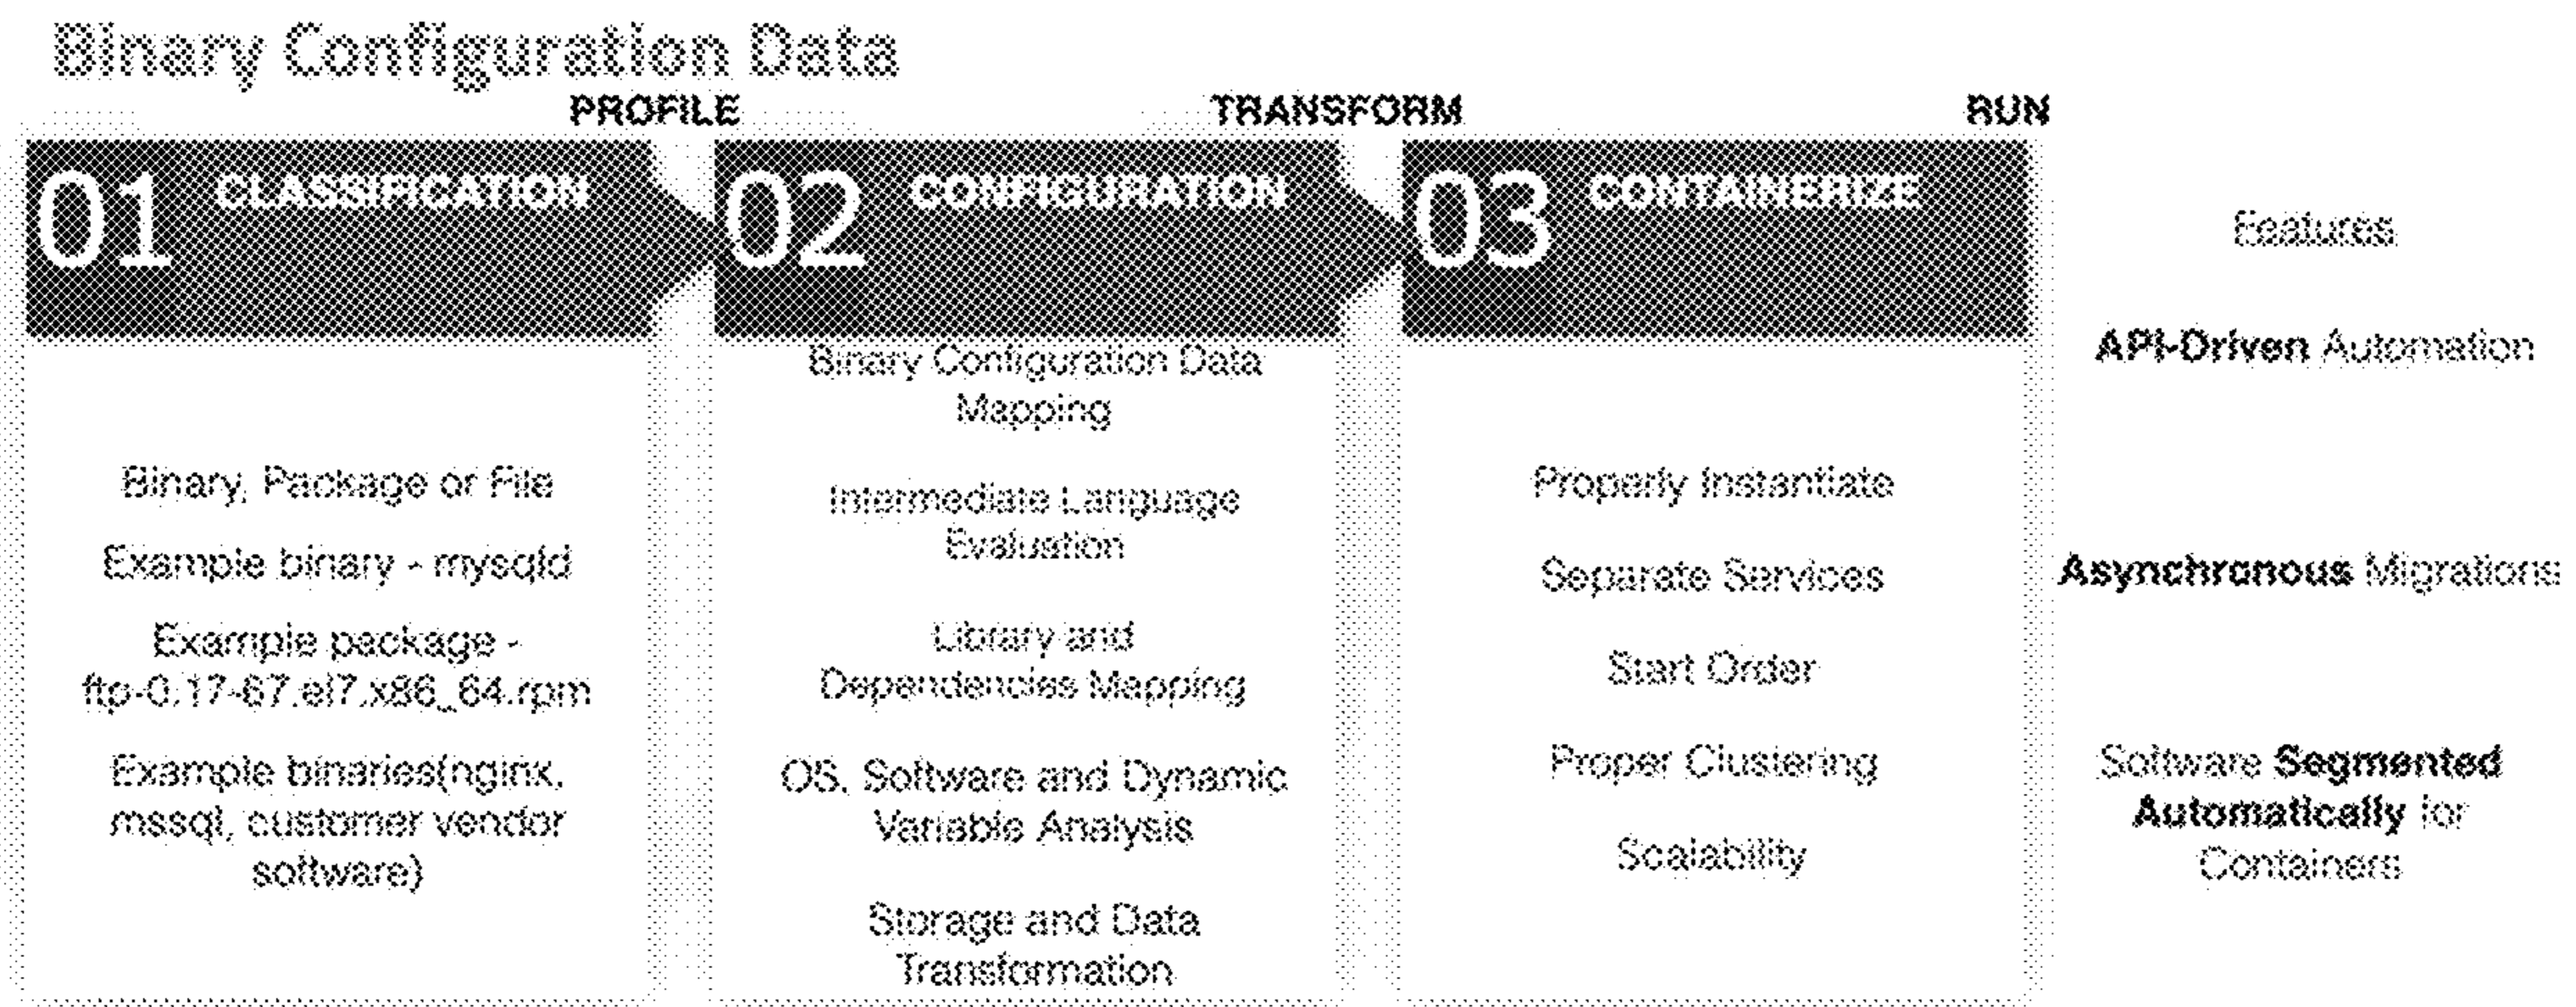 Binary Configuration Data
PROFILE
TRANSFORM
RUN
01 CLASSIFICATION
Binary, Package or File
Example binary - mysqld
Example package -
ftp-0.17-67.el7.x86_64.rpm
Example binaries(nginx,
mssql, customer vendor
software)
02 CONFIGURATION
Binary Configuration Data
Mapping
Intermediate Language
Evaluation
Library and
Dependencies Mapping
OS, Software and Dynamic
Variable Analysis
Storage and Data
Transformation
03 CONTAINERIZE
Properly Instantiate
Separate Services
Start Order
Proper Clustering
Scalability
Features
API-Driven Automation
Asynchronous Migrations
Software Segmented
Automatically for
Containers